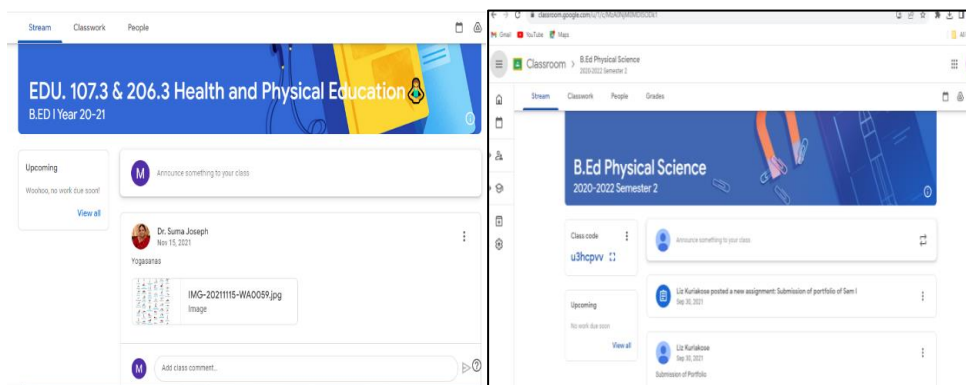 Stream Classwork People
EDU. 107.3 & 206.3 Health and Physical Education
B.ED I Year 20-21
Upcoming
Woohoo, no work due soon!
View all
M
Announce something to your class
Dr. Suma Joseph
Nov 15, 2021
Yogasanas
IMG-20211115-WA0059.jpg
Image
M
Add class comment...
Gmail YouTube Maps
Classroom > B.Ed Physical Science
2020-2022 Semester 2
Stream Classwork People Grades
B.Ed Physical Science
2020-2022 Semester 2
Class code
u3hcpvv
Announce something to your class
Liz Kuriakose posted a new assignment: Submission of portfolio of Sem I
Sep 30, 2021
Upcoming
No work due soon
View all
Liz Kuriakose
Sep 30, 2021
Submission of Portfolio